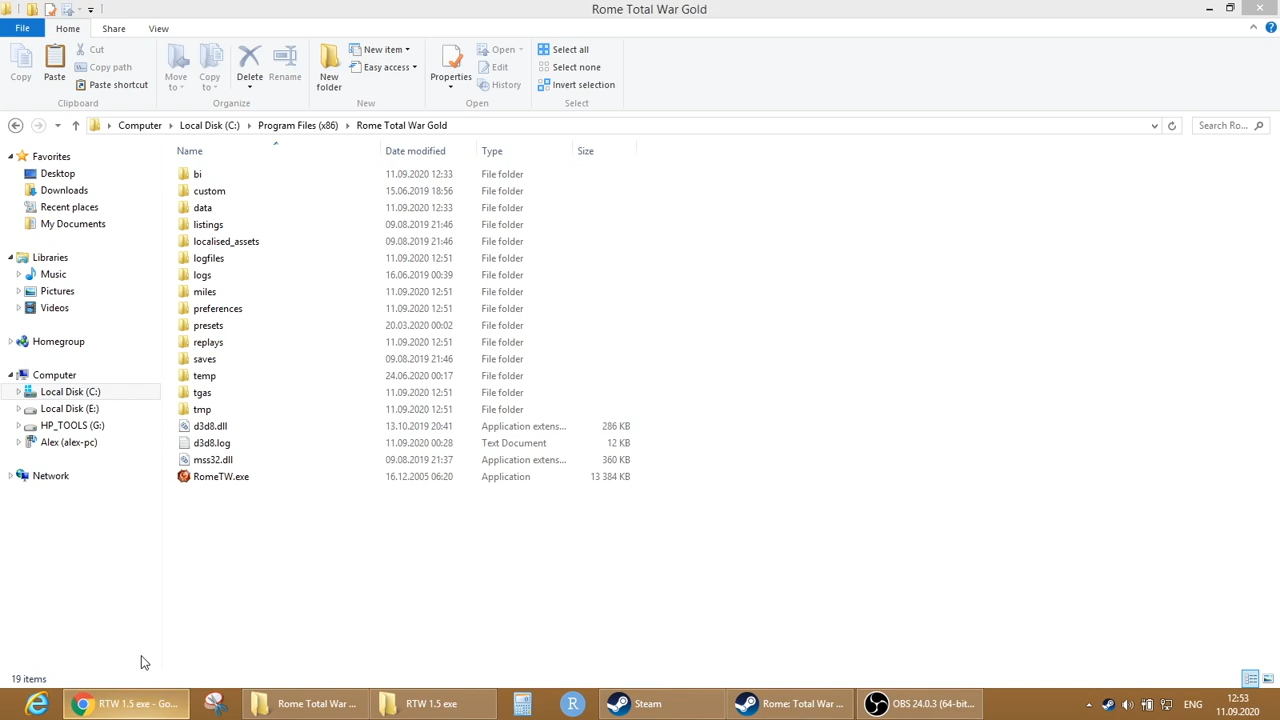 Rome Total War Gold
File Home Share View
Copy Paste Cut Copy path Paste shortcut Clipboard
Move to Copy to Delete Rename Organize
New folder New item Easy access New
Properties Open Edit History Open
Select all Select none Invert selection Select
Computer Local Disk (C:) Program Files (x86) Rome Total War Gold Search Ro...
Name Date modified Type Size
Favorites
Desktop
Downloads
Recent places
My Documents
Libraries
Music
Pictures
Videos
Homegroup
Computer
Local Disk (C:)
Local Disk (E:)
HP_TOOLS (G:)
Alex (alex-pc)
Network
bi 11.09.2020 12:33 File folder
custom 15.06.2019 18:56 File folder
data 11.09.2020 12:33 File folder
listings 09.08.2019 21:46 File folder
localised_assets 09.08.2019 21:46 File folder
logfiles 11.09.2020 12:51 File folder
logs 16.06.2019 00:39 File folder
miles 11.09.2020 12:51 File folder
preferences 11.09.2020 12:51 File folder
presets 20.03.2020 00:02 File folder
replays 11.09.2020 12:51 File folder
saves 09.08.2019 21:46 File folder
temp 24.06.2020 00:17 File folder
tgas 11.09.2020 12:51 File folder
tmp 11.09.2020 12:51 File folder
d3d8.dll 13.10.2019 20:41 Application extens... 286 KB
d3d8.log 11.09.2020 00:28 Text Document 12 KB
mss32.dll 09.08.2019 21:37 Application extens... 360 KB
RomeTW.exe 16.12.2005 06:20 Application 13 384 KB
19 items
RTW 1.5 exe - Go... Rome Total War ... RTW 1.5 exe R Steam Rome: Total War ... OBS 24.0.3 (64-bit... ENG 12:53
11.09.2020